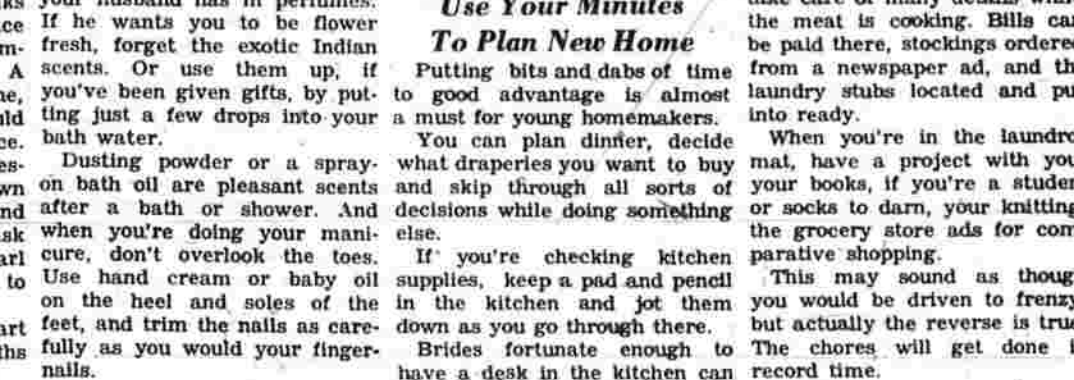 your husband has in perfumes.
If he wants you to be flower
fresh, forget the exotic Indian
scents. Or use them up, if
you've been given gifts, by put-
ting just a few drops into your
bath water.
Dusting powder or a spray-
on bath oil are pleasant scents
after a bath or shower. And
when you're doing your mani-
cure, don't overlook the toes.
Use hand cream or baby oil
on the heel and soles of the
feet, and trim the nails as care-
fully as you would your finger-
nails.
Use Your Minutes
To Plan New Home
Putting bits and dabs of time
to good advantage is almost
a must for young homemakers.
You can plan dinner, decide
what draperies you want to buy
and skip through all sorts of
decisions while doing something
else.
If you're checking kitchen
supplies, keep a pad and pencil
in the kitchen and jot them
down as you go through there.
Brides fortunate enough to
have a desk in the kitchen can
the meat is cooking. Bills can
be paid there, stockings ordered
from a newspaper ad, and th
laundry stubs located and pu
into ready.
When you're in the laundro
mat, have a project with you
your books, if you're a studen
or socks to darn, your knitting
the grocery store ads for com
parative shopping.
This may sound as thoug
you would be driven to frenzy
but actually the reverse is true
The chores will get done i
record time.